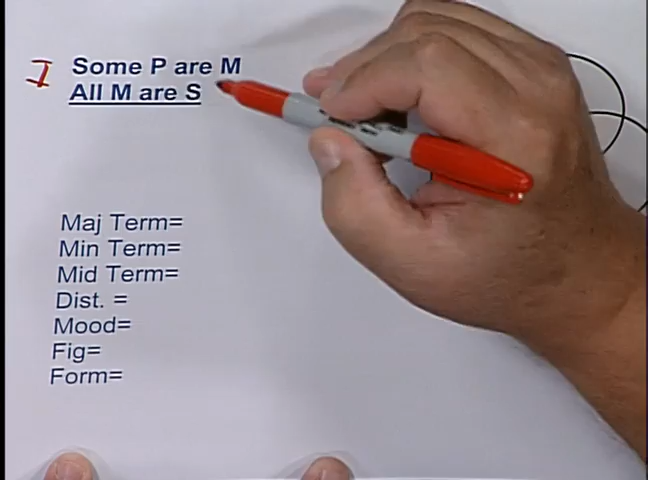 I Some P are M
All M are S
Maj Term=
Min Term=
Mid Term=
Dist. =
Mood=
Fig=
Form=